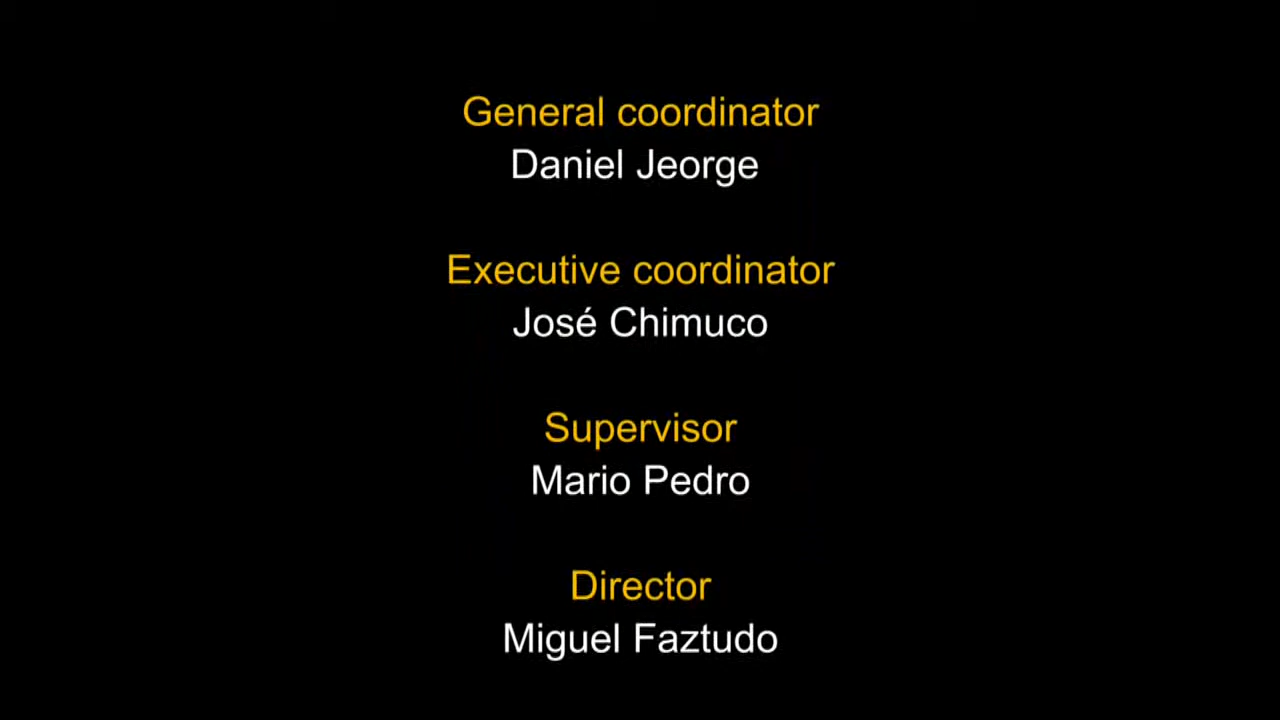 General coordinator
Daniel Jeorge
Executive coordinator
José Chimuco
Supervisor
Mario Pedro
Director
Miguel Faztudo